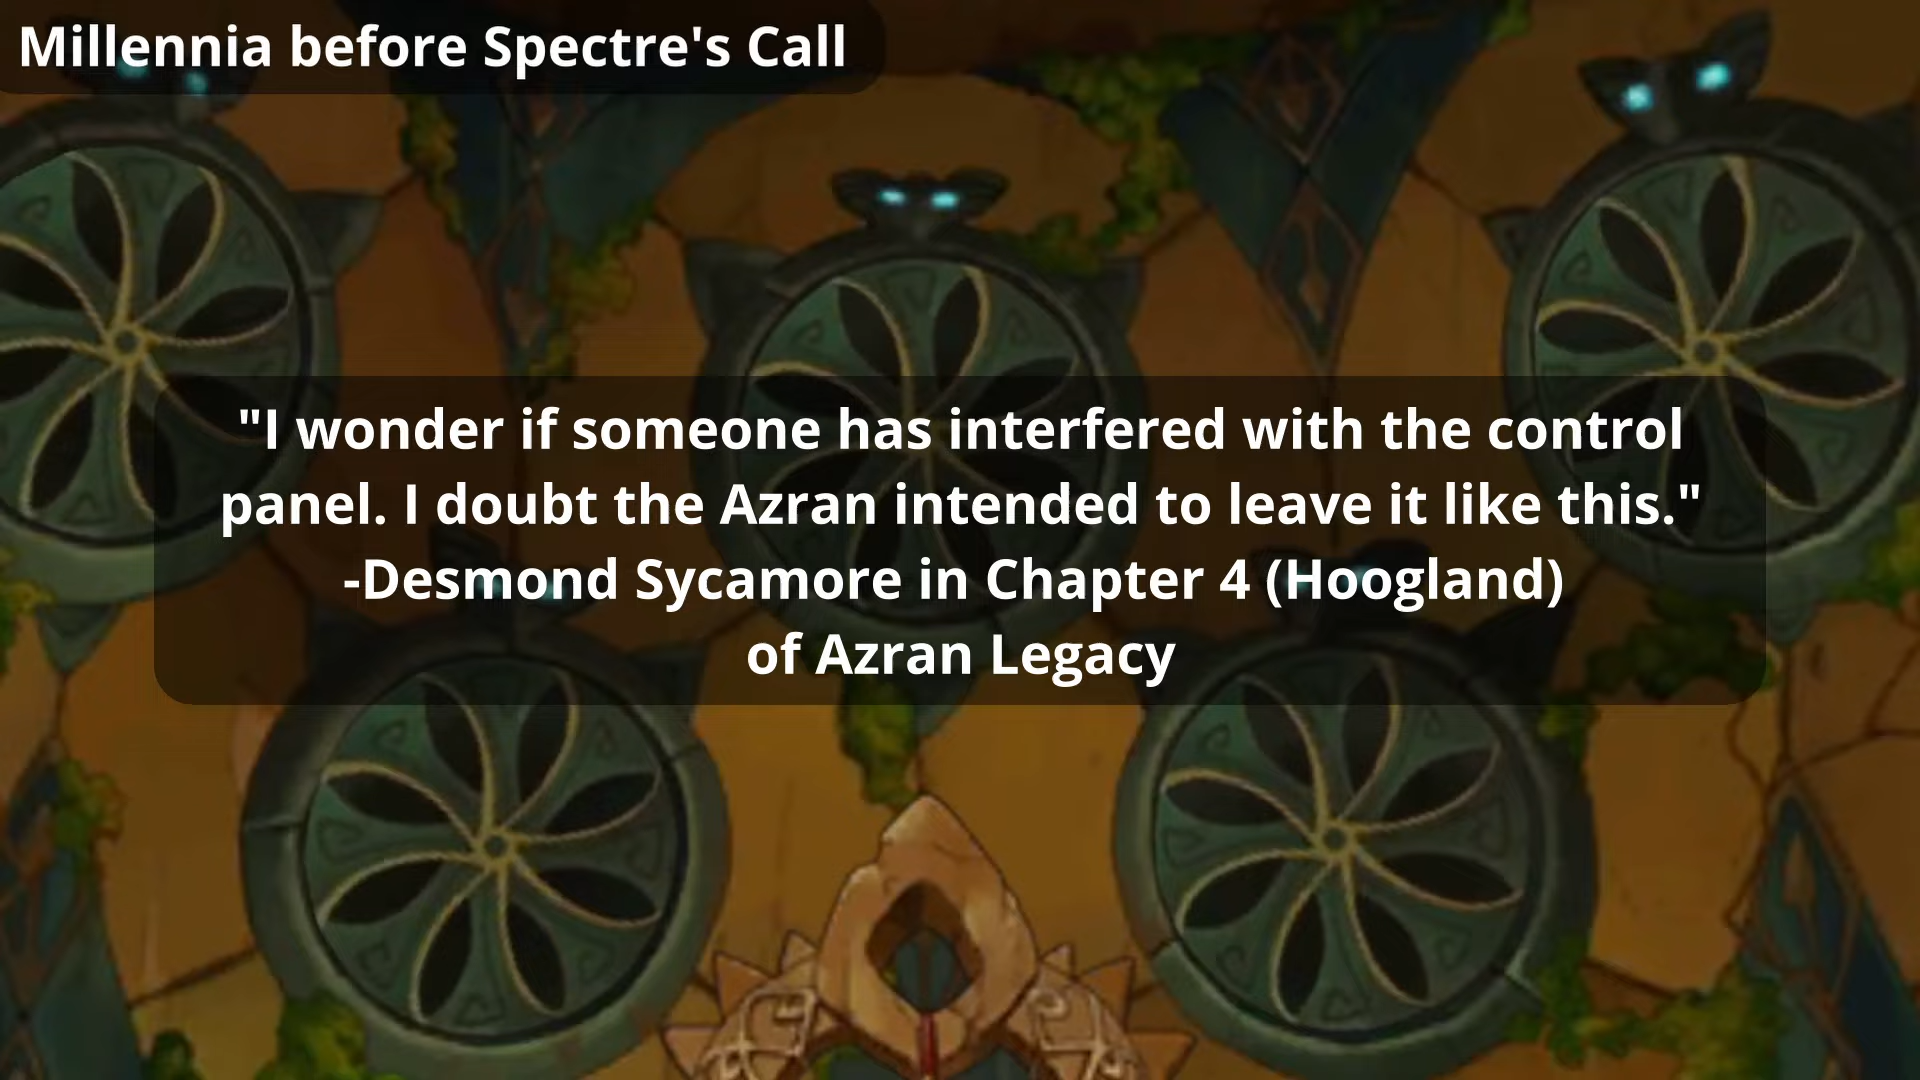 Millennia before Spectre's Call
"I wonder if someone has interfered with the control
panel. I doubt the Azran intended to leave it like this."
-Desmond Sycamore in Chapter 4 (Hoogland)
of Azran Legacy